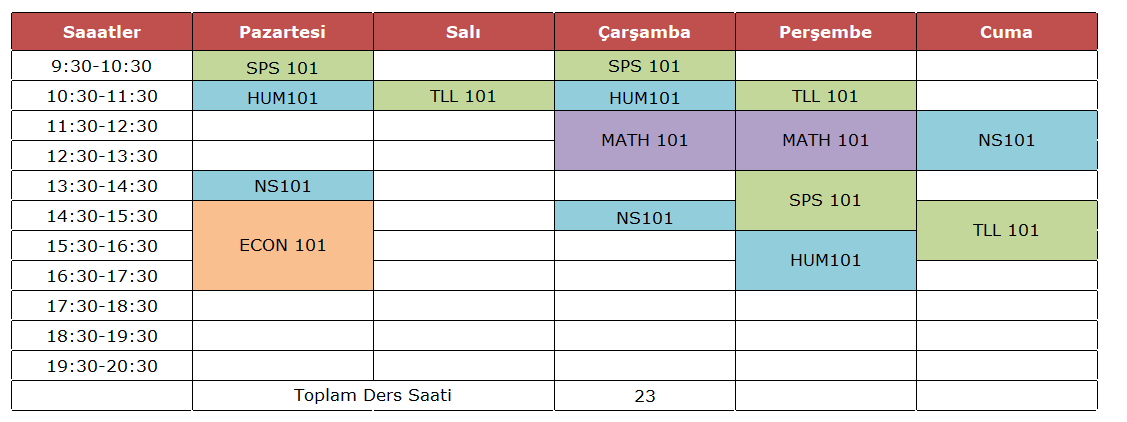 Saaatler Pazartesi Salı Çarşamba Perşembe Cuma
9:30-10:30 SPS 101 SPS 101
10:30-11:30 HUM101 TLL 101 HUM101 TLL 101
11:30-12:30
MATH 101 MATH 101 NS101
12:30-13:30
13:30-14:30 NS101
SPS 101
14:30-15:30 NS101
TLL 101
15:30-16:30 ECON 101
HUM101
16:30-17:30
17:30-18:30
18:30-19:30
19:30-20:30
Toplam Ders Saati 23